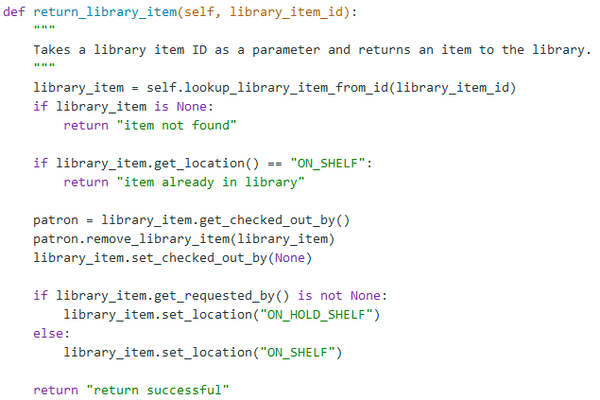 def return_library_item(self, library_item_id):
    """
    Takes a library item ID as a parameter and returns an item to the library.
    """
    library_item = self.lookup_library_item_from_id(library_item_id)
    if library_item is None:
        return "item not found"

    if library_item.get_location() == "ON_SHELF":
        return "item already in library"

    patron = library_item.get_checked_out_by()
    patron.remove_library_item(library_item)
    library_item.set_checked_out_by(None)

    if library_item.get_requested_by() is not None:
        library_item.set_location("ON_HOLD_SHELF")
    else:
        library_item.set_location("ON_SHELF")

    return "return successful"